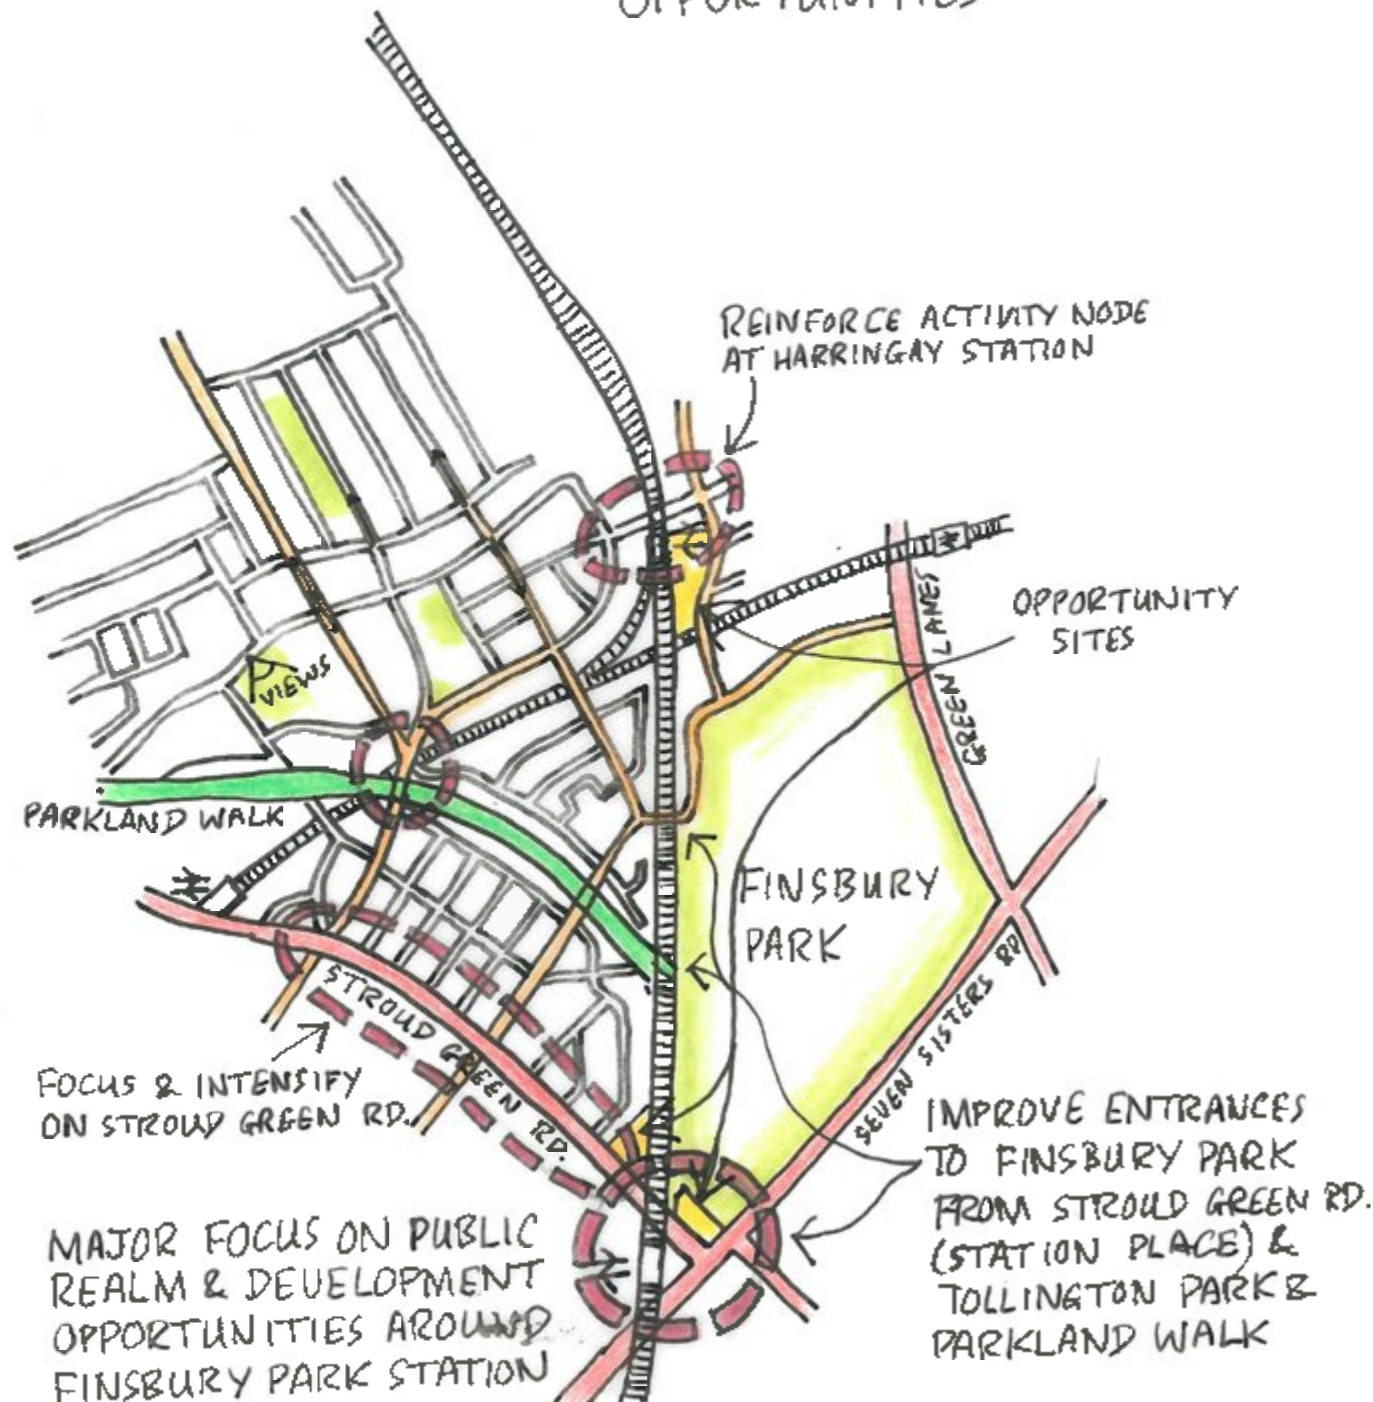 OPPORTUNITIES
REINFORCE ACTIVITY NODE
AT HARRINGAY STATION
OPPORTUNITY
SITES
GREEN LANES
GREEN
VIEWS
PARKLAND WALK
FINSBURY
PARK
STROUD GREEN RD.
SEVEN SISTERS RD
FOCUS & INTENSIFY
ON STROUD GREEN RD.
IMPROVE ENTRANCES
TO FINSBURY PARK
FROM STROUD GREEN RD.
(STATION PLACE) &
TOLLINGTON PARK &
PARKLAND WALK
MAJOR FOCUS ON PUBLIC
REALM & DEVELOPMENT
OPPORTUNITIES AROUND
FINSBURY PARK STATION